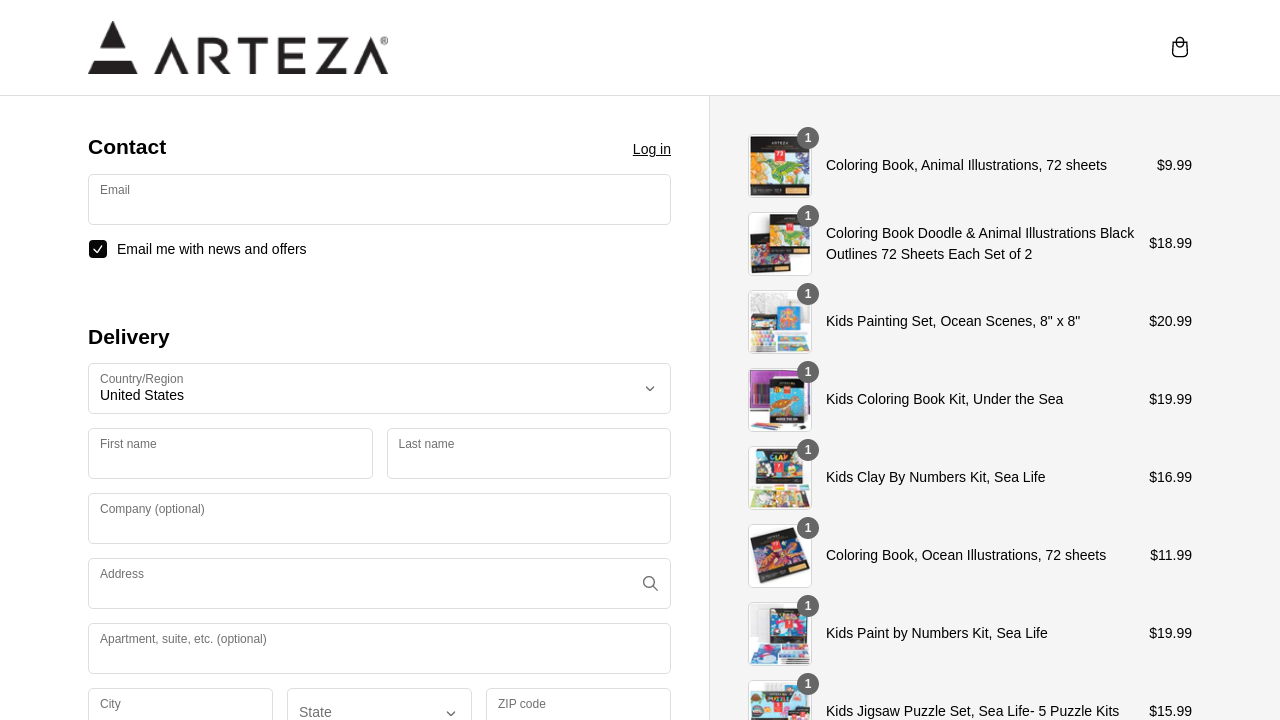 ARTEZA®
Contact
Log in
Email
Email me with news and offers
Delivery
Country/Region
United States
First name
Last name
Company (optional)
Address
Apartment, suite, etc. (optional)
City
State
ZIP code
1
Coloring Book, Animal Illustrations, 72 sheets
$9.99
1
Coloring Book Doodle & Animal Illustrations Black
Outlines 72 Sheets Each Set of 2
$18.99
1
Kids Painting Set, Ocean Scenes, 8" x 8"
$20.99
1
Kids Coloring Book Kit, Under the Sea
$19.99
1
Kids Clay By Numbers Kit, Sea Life
$16.99
1
Coloring Book, Ocean Illustrations, 72 sheets
$11.99
1
Kids Paint by Numbers Kit, Sea Life
$19.99
1
Kids Jigsaw Puzzle Set, Sea Life- 5 Puzzle Kits
$15.99